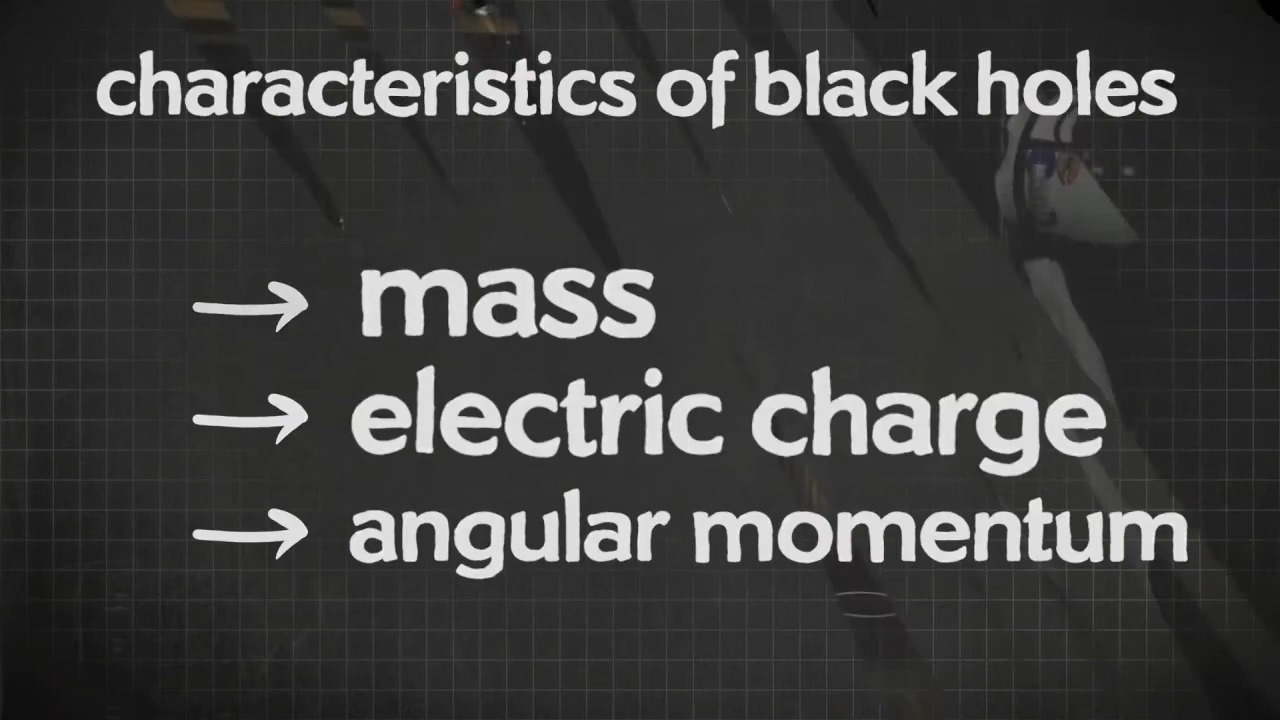 characteristics of black holes
→ mass
→ electric charge
→ angular momentum